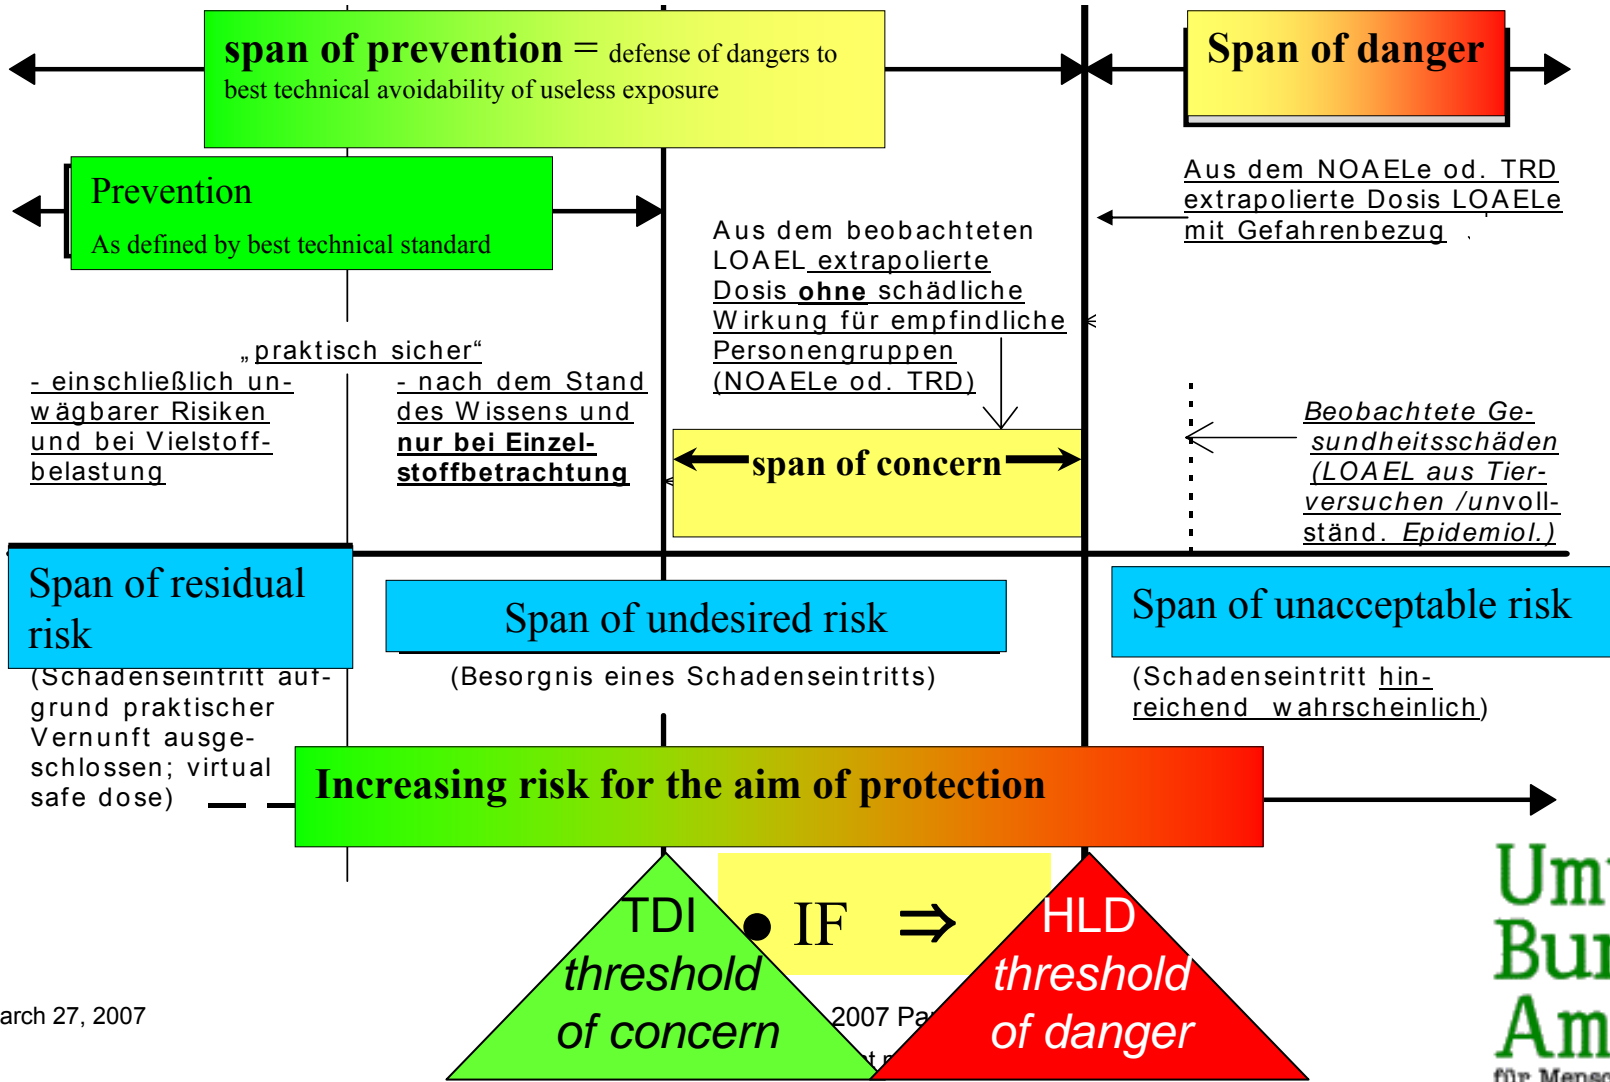 span of prevention = defense of dangers to
best technical avoidability of useless exposure
Span of danger
Prevention
As defined by best technical standard
Aus dem NOAELe od. TRD
extrapolierte Dosis LOAELe
mit Gefahrenbezug
Aus dem beobachteten
LOAEL extrapolierte
Dosis ohne schädliche
Wirkung für empfindliche
Personengruppen
(NOAELe od. TRD)
„praktisch sicher“
- einschließlich un-
wägbarer Risiken
und bei Vielstoff-
belastung
- nach dem Stand
des Wissens und
nur bei Einzel-
stoffbetrachtung
span of concern
Beobachtete Ge-
sundheitsschäden
(LOAEL aus Tier-
versuchen /unvoll-
ständ. Epidemiol.)
Span of residual
risk
Span of undesired risk
Span of unacceptable risk
(Schadenseintritt auf-
grund praktischer
Vernunft ausge-
schlossen; virtual
safe dose)
(Besorgnis eines Schadenseintritts)
(Schadenseintritt hin-
reichend wahrscheinlich)
Increasing risk for the aim of protection
TDI
threshold
of concern
• IF ⇒
HLD
threshold
of danger
arch 27, 2007
2007 Pa
Um
Bu
Am
für Mensc